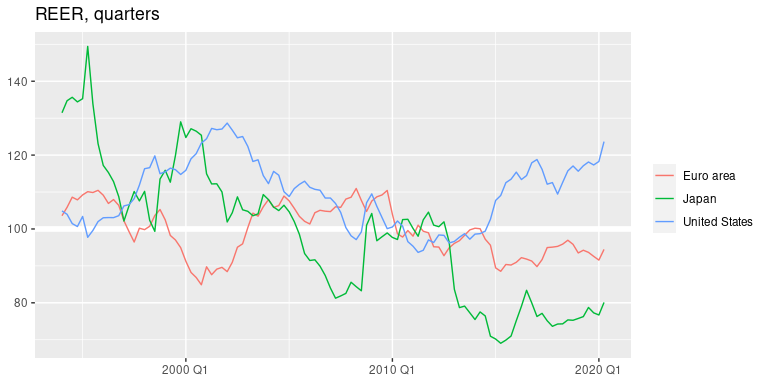 REER, quarters
140
120
100
80
2000 Q1
2010 Q1
2020 Q1
Euro area
Japan
United States